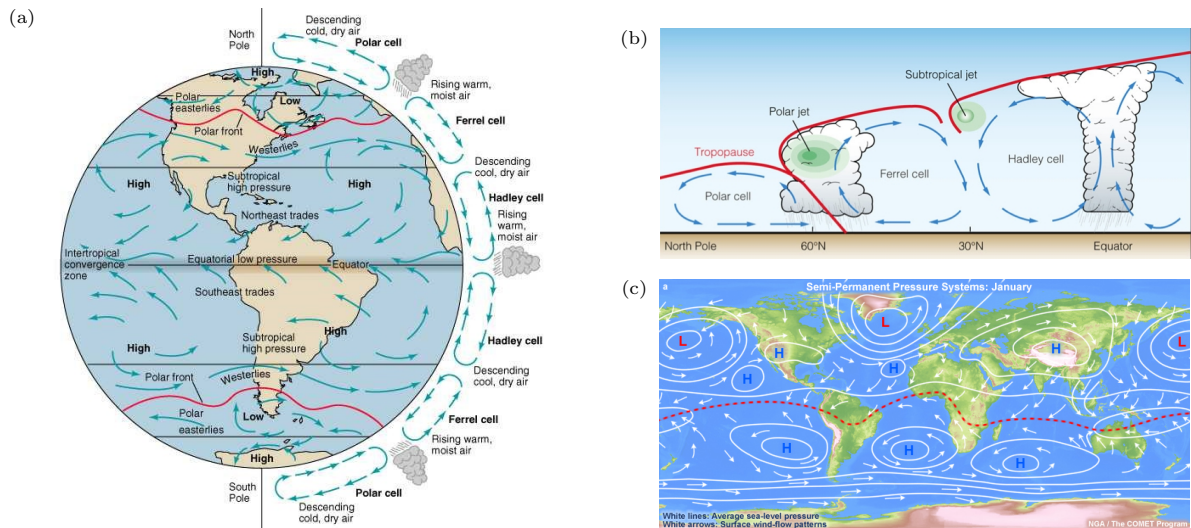 (a)
North
Pole
Descending
cold, dry air
Polar cell
High
Rising warm,
moist air
Polar
easterlies
Low
Polar front
Ferrel cell
Westerlies
Descending
cool, dry air
High
Subtropical
high pressure
High
Hadley cell
Rising
warm,
moist air
Northeast trades
Intertropical
convergence
zone
Equatorial low pressure
Equator
Southeast trades
High
High
Subtropical
high pressure
Hadley cell
Descending
cool, dry air
Westerlies
Polar front
Polar
easterlies
Low
Ferrel cell
Rising warm,
moist air
High
South
Pole
Polar cell
Descending
cold, dry air
(b)
Subtropical jet
Polar jet
Tropopause
Hadley cell
Ferrel cell
Polar cell
North Pole
60°N
30°N
Equator
(c)
a
Semi-Permanent Pressure Systems: January
L
L
L
H
H
H
H
H
H
H
White lines: Average sea-level pressure
White arrows: Surface wind-flow patterns
NGA / The COMET Program